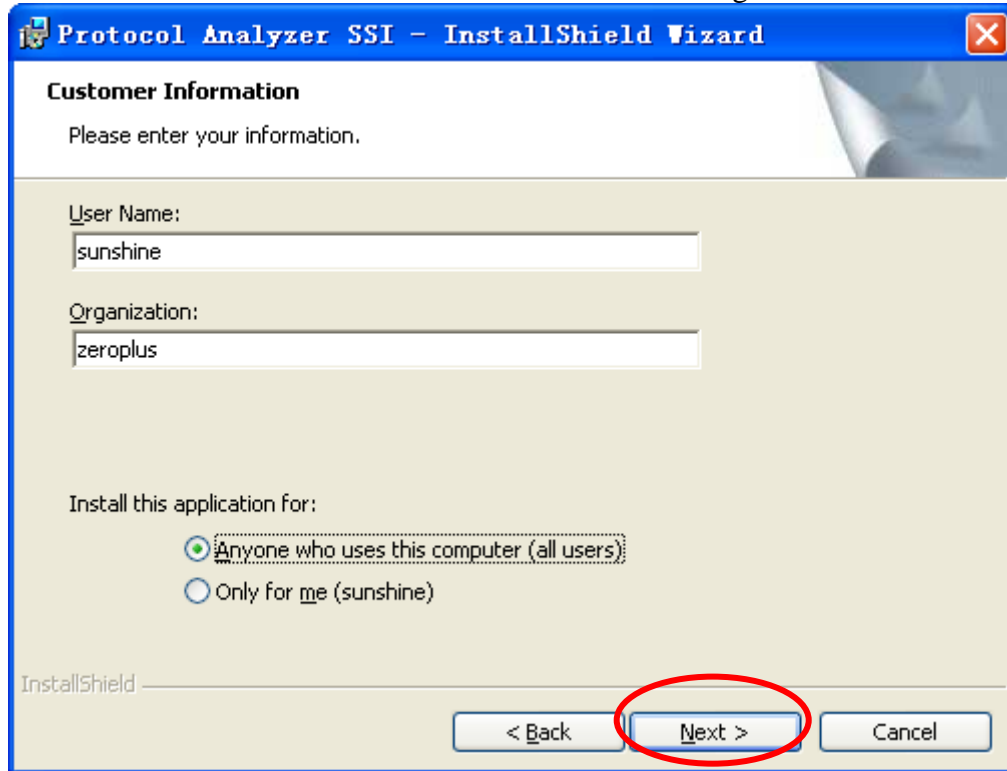 Protocol Analyzer SSI - InstallShield Wizard
Customer Information
Please enter your information.
User Name:
sunshine
Organization:
zeroplus
Install this application for:
Anyone who uses this computer (all users)
Only for me (sunshine)
InstallShield
< Back Next > Cancel